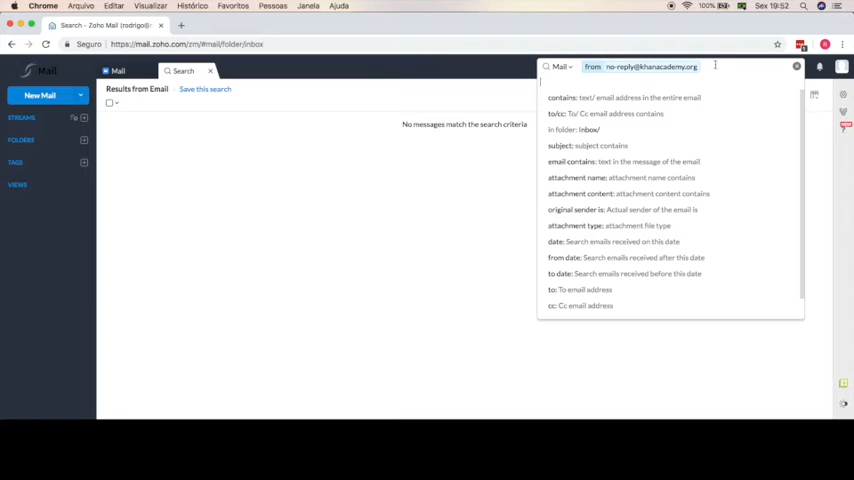 Chrome Arquivo Editar Visualizar Histórico Favoritos Pessoas Janela Ajuda 100% Sex 19:52
Search - Zoho Mail (rodrigo@r
Seguro https://mail.zoho.com/zm/#mail/folder/inbox
Mail
Mail
Search
Mail
from no-reply@khanacademy.org
New Mail
Results from Email
Save this search
STREAMS
FOLDERS
TAGS
VIEWS
No messages match the search criteria
contains: text/ email address in the entire email
to/cc: To/ Cc email address contains
in folder: Inbox/
subject: subject contains
email contains: text in the message of the email
attachment name: attachment name contains
attachment content: attachment content contains
original sender is: Actual sender of the email is
attachment type: attachment file type
date: Search emails received on this date
from date: Search emails received after this date
to date: Search emails received before this date
to: To email address
cc: Cc email address
NEW